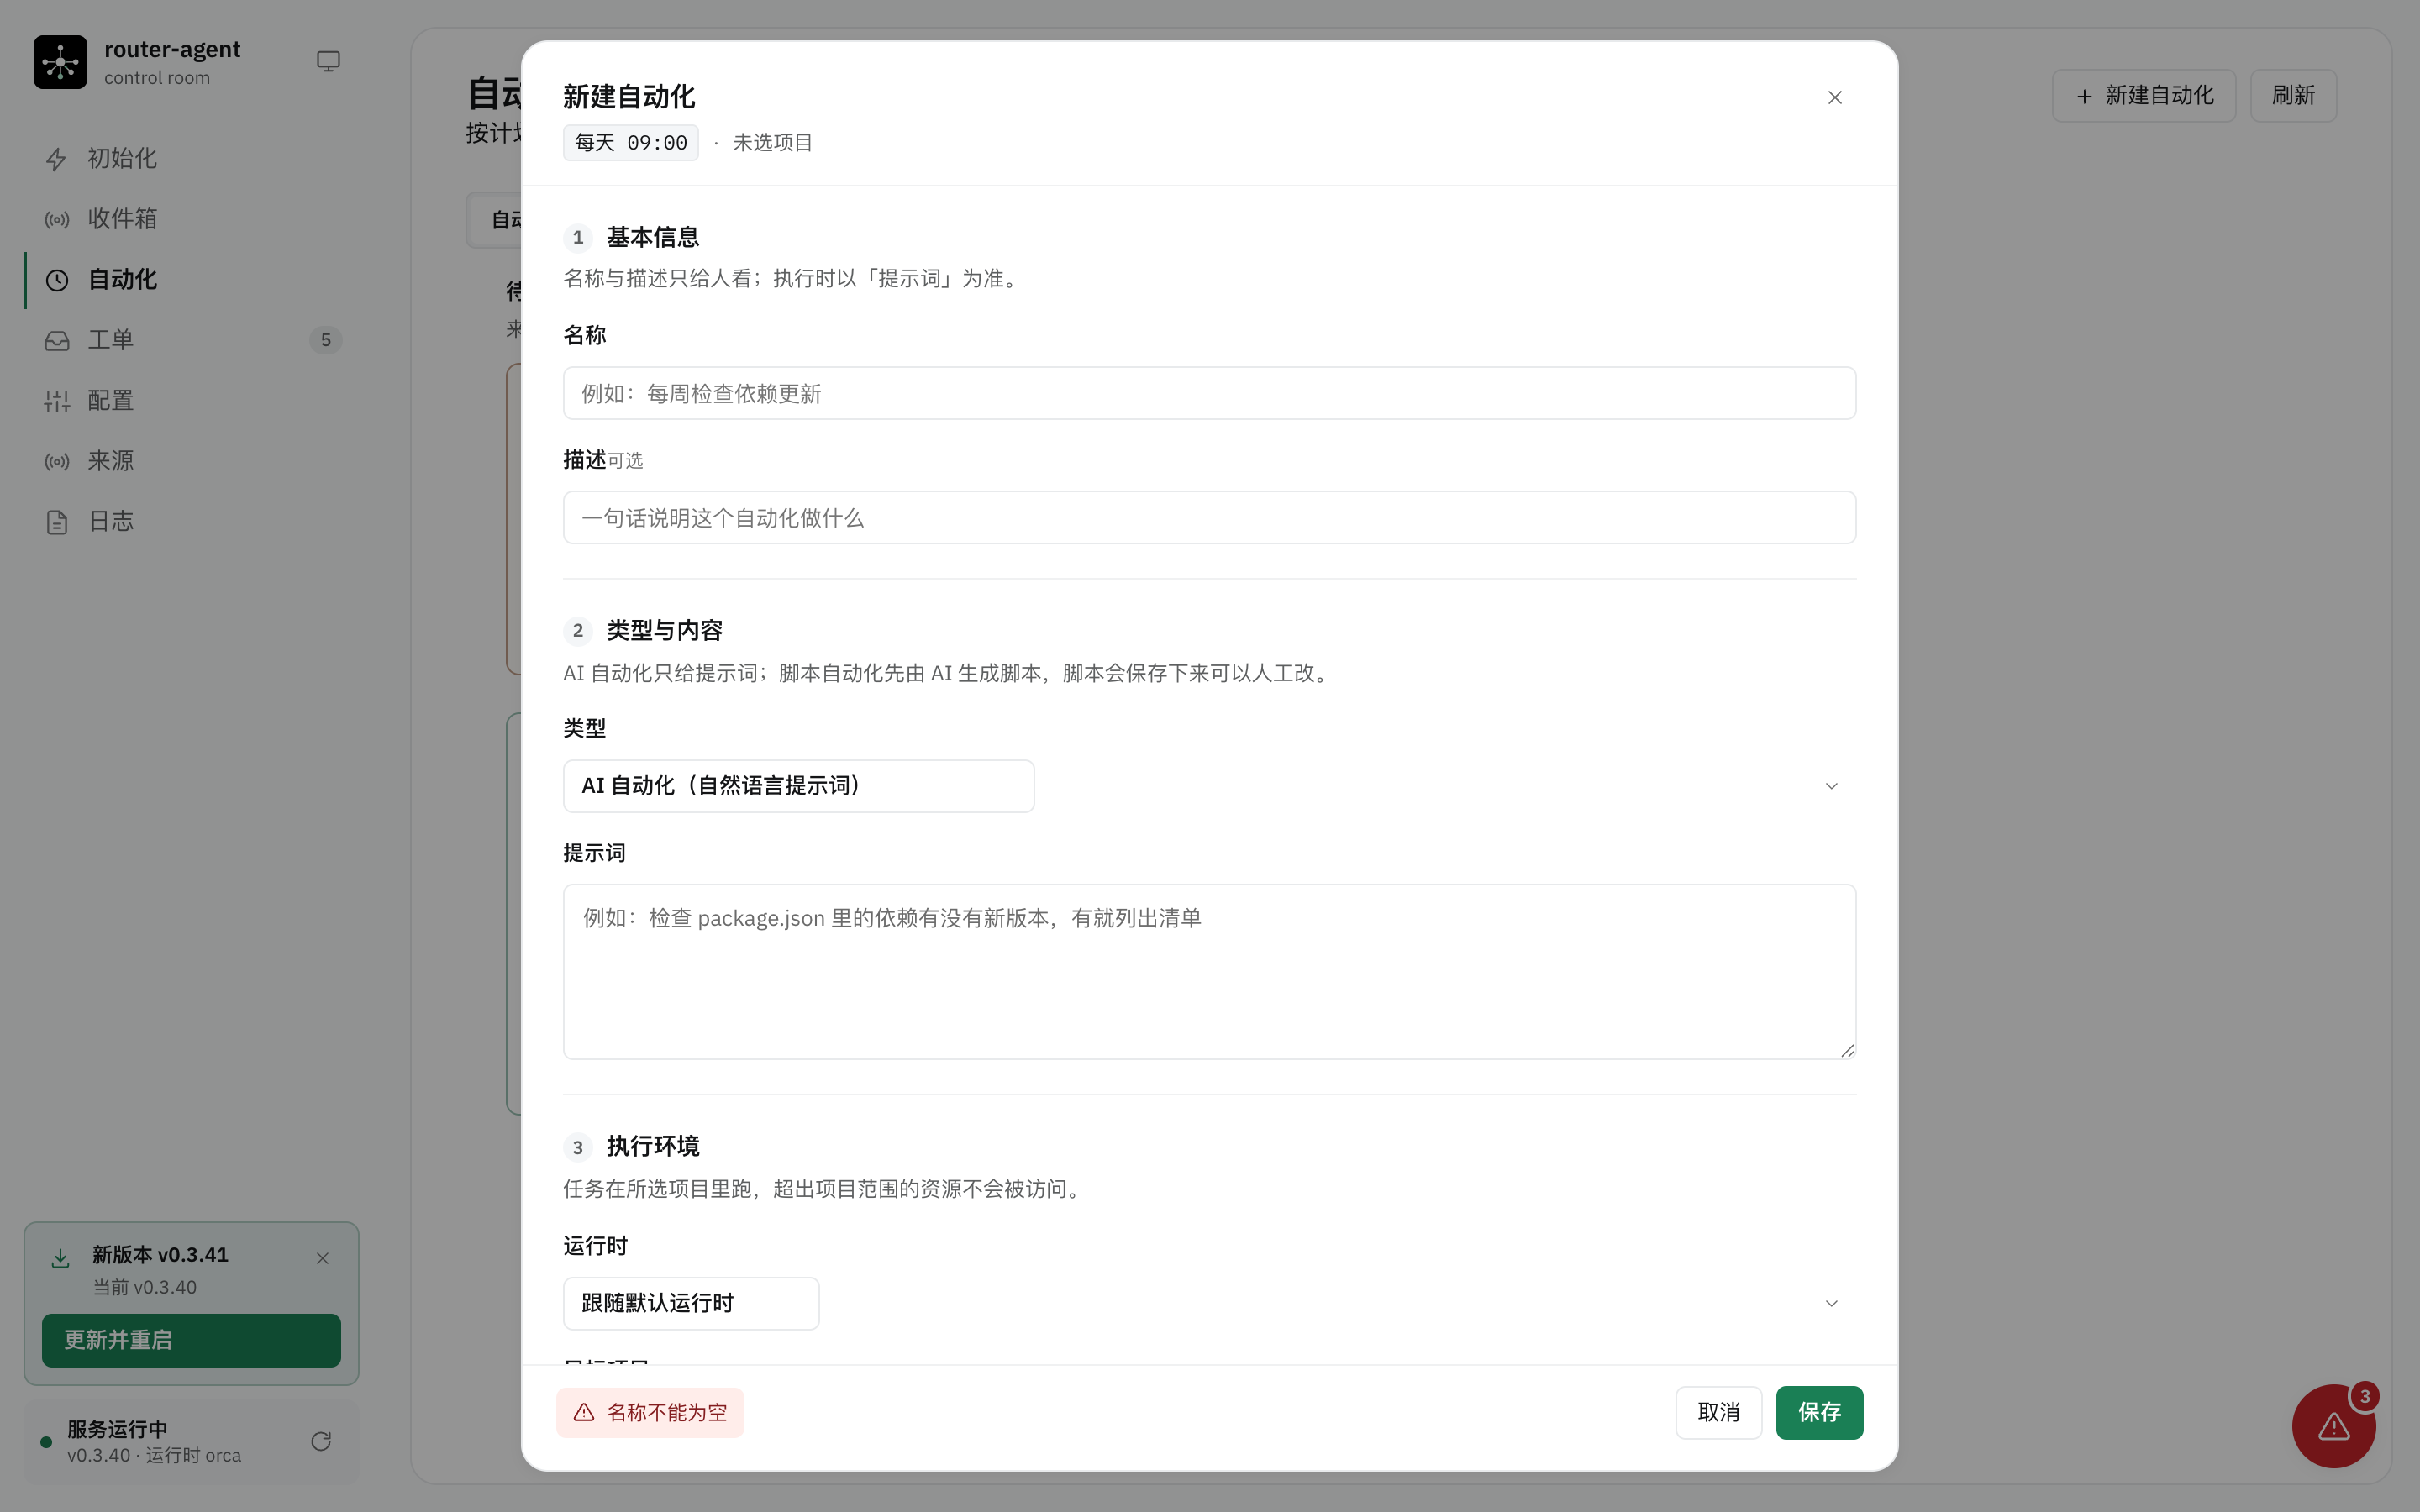 router-agent
control room
初始化
收件箱
自动化
工单
5
配置
来源
日志
新版本 v0.3.41
当前 v0.3.40
更新并重启
服务运行中
v0.3.40 · 运行时 orca
按计
新建自动化
刷新
新建自动化
每天 09:00 · 未选项目
1 基本信息
名称与描述只给人看；执行时以「提示词」为准。
名称
例如：每周检查依赖更新
描述可选
一句话说明这个自动化做什么
2 类型与内容
AI 自动化只给提示词；脚本自动化先由 AI 生成脚本，脚本会保存下来可以人工改。
类型
AI 自动化（自然语言提示词）
提示词
例如：检查 package.json 里的依赖有没有新版本，有就列出清单
3 执行环境
任务在所选项目里跑，超出项目范围的资源不会被访问。
运行时
跟随默认运行时
名称不能为空
取消
保存
3